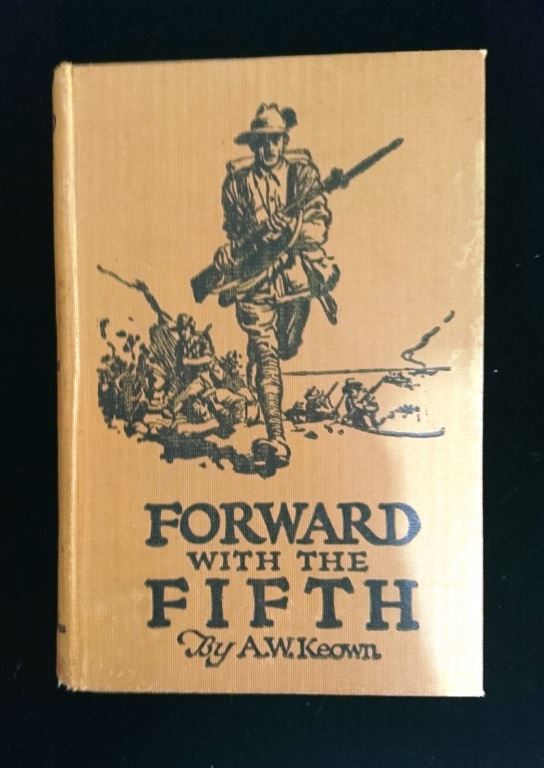 FORWARD
WITH THE
FIFTH
By A.W. Keown